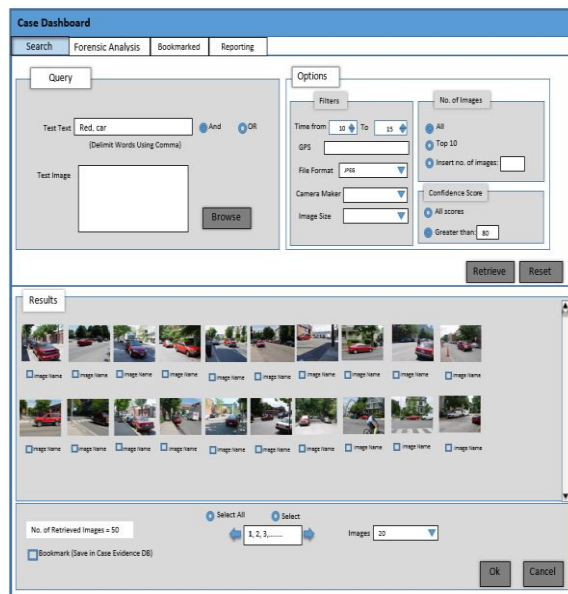 Case Dashboard
Search Forensic Analysis Bookmarked Reporting
Query
Test Text Red, car And OR
(Delimit Words Using Comma)
Test Image
Browse
Options
Filters
Time from 10 To 15
GPS
File Format JPEG
Camera Maker
Image Size
No. of Images
All
Top 10
Insert no. of images:
Confidence Score
All scores
Greater than: 80
Retrieve Reset
Results
Image Name Image Name Image Name Image Name Image Name Image Name Image Name Image Name Image Name Image Name
Image Name Image Name Image Name Image Name Image Name Image Name Image Name Image Name Image Name Image Name
Select All Select
No. of Retrieved Images = 50
1, 2, 3,.......
Images 20
Bookmark (Save in Case Evidence DB)
Ok Cancel